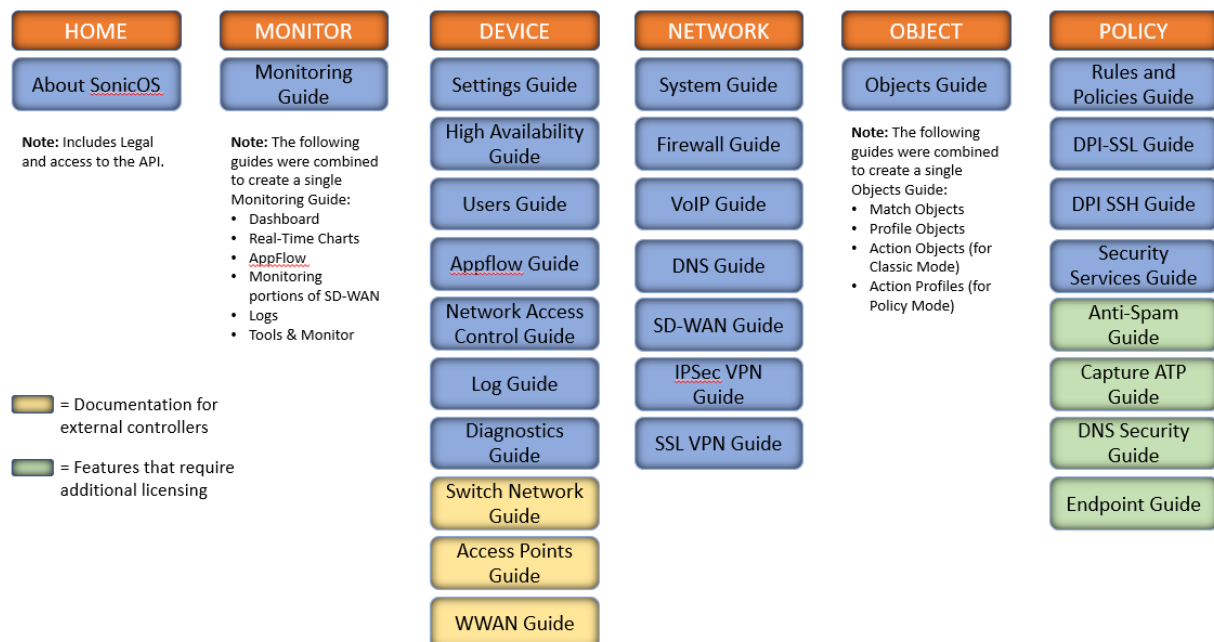 HOME
About SonicOS
Note: Includes Legal
and access to the API.
= Documentation for
external controllers
= Features that require
additional licensing
MONITOR
Monitoring
Guide
Note: The following
guides were combined
to create a single
Monitoring Guide:
• Dashboard
• Real-Time Charts
• AppFlow
• Monitoring
portions of SD-WAN
• Logs
• Tools & Monitor
DEVICE
Settings Guide
High Availability
Guide
Users Guide
Appflow Guide
Network Access
Control Guide
Log Guide
Diagnostics
Guide
Switch Network
Guide
Access Points
Guide
WWAN Guide
NETWORK
System Guide
Firewall Guide
VoIP Guide
DNS Guide
SD-WAN Guide
IPSec VPN
Guide
SSL VPN Guide
OBJECT
Objects Guide
Note: The following
guides were combined
to create a single
Objects Guide:
• Match Objects
• Profile Objects
• Action Objects (for
Classic Mode)
• Action Profiles (for
Policy Mode)
POLICY
Rules and
Policies Guide
DPI-SSL Guide
DPI SSH Guide
Security
Services Guide
Anti-Spam
Guide
Capture ATP
Guide
DNS Security
Guide
Endpoint Guide